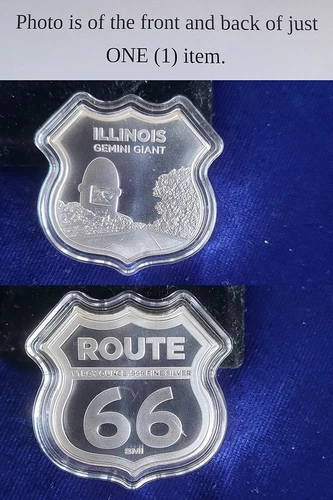 Photo is of the front and back of just
ONE (1) item.
ILLINOIS
GEMINI GIANT
ROUTE
1 TROY OUNCE .999 FINE SILVER
66
SMI